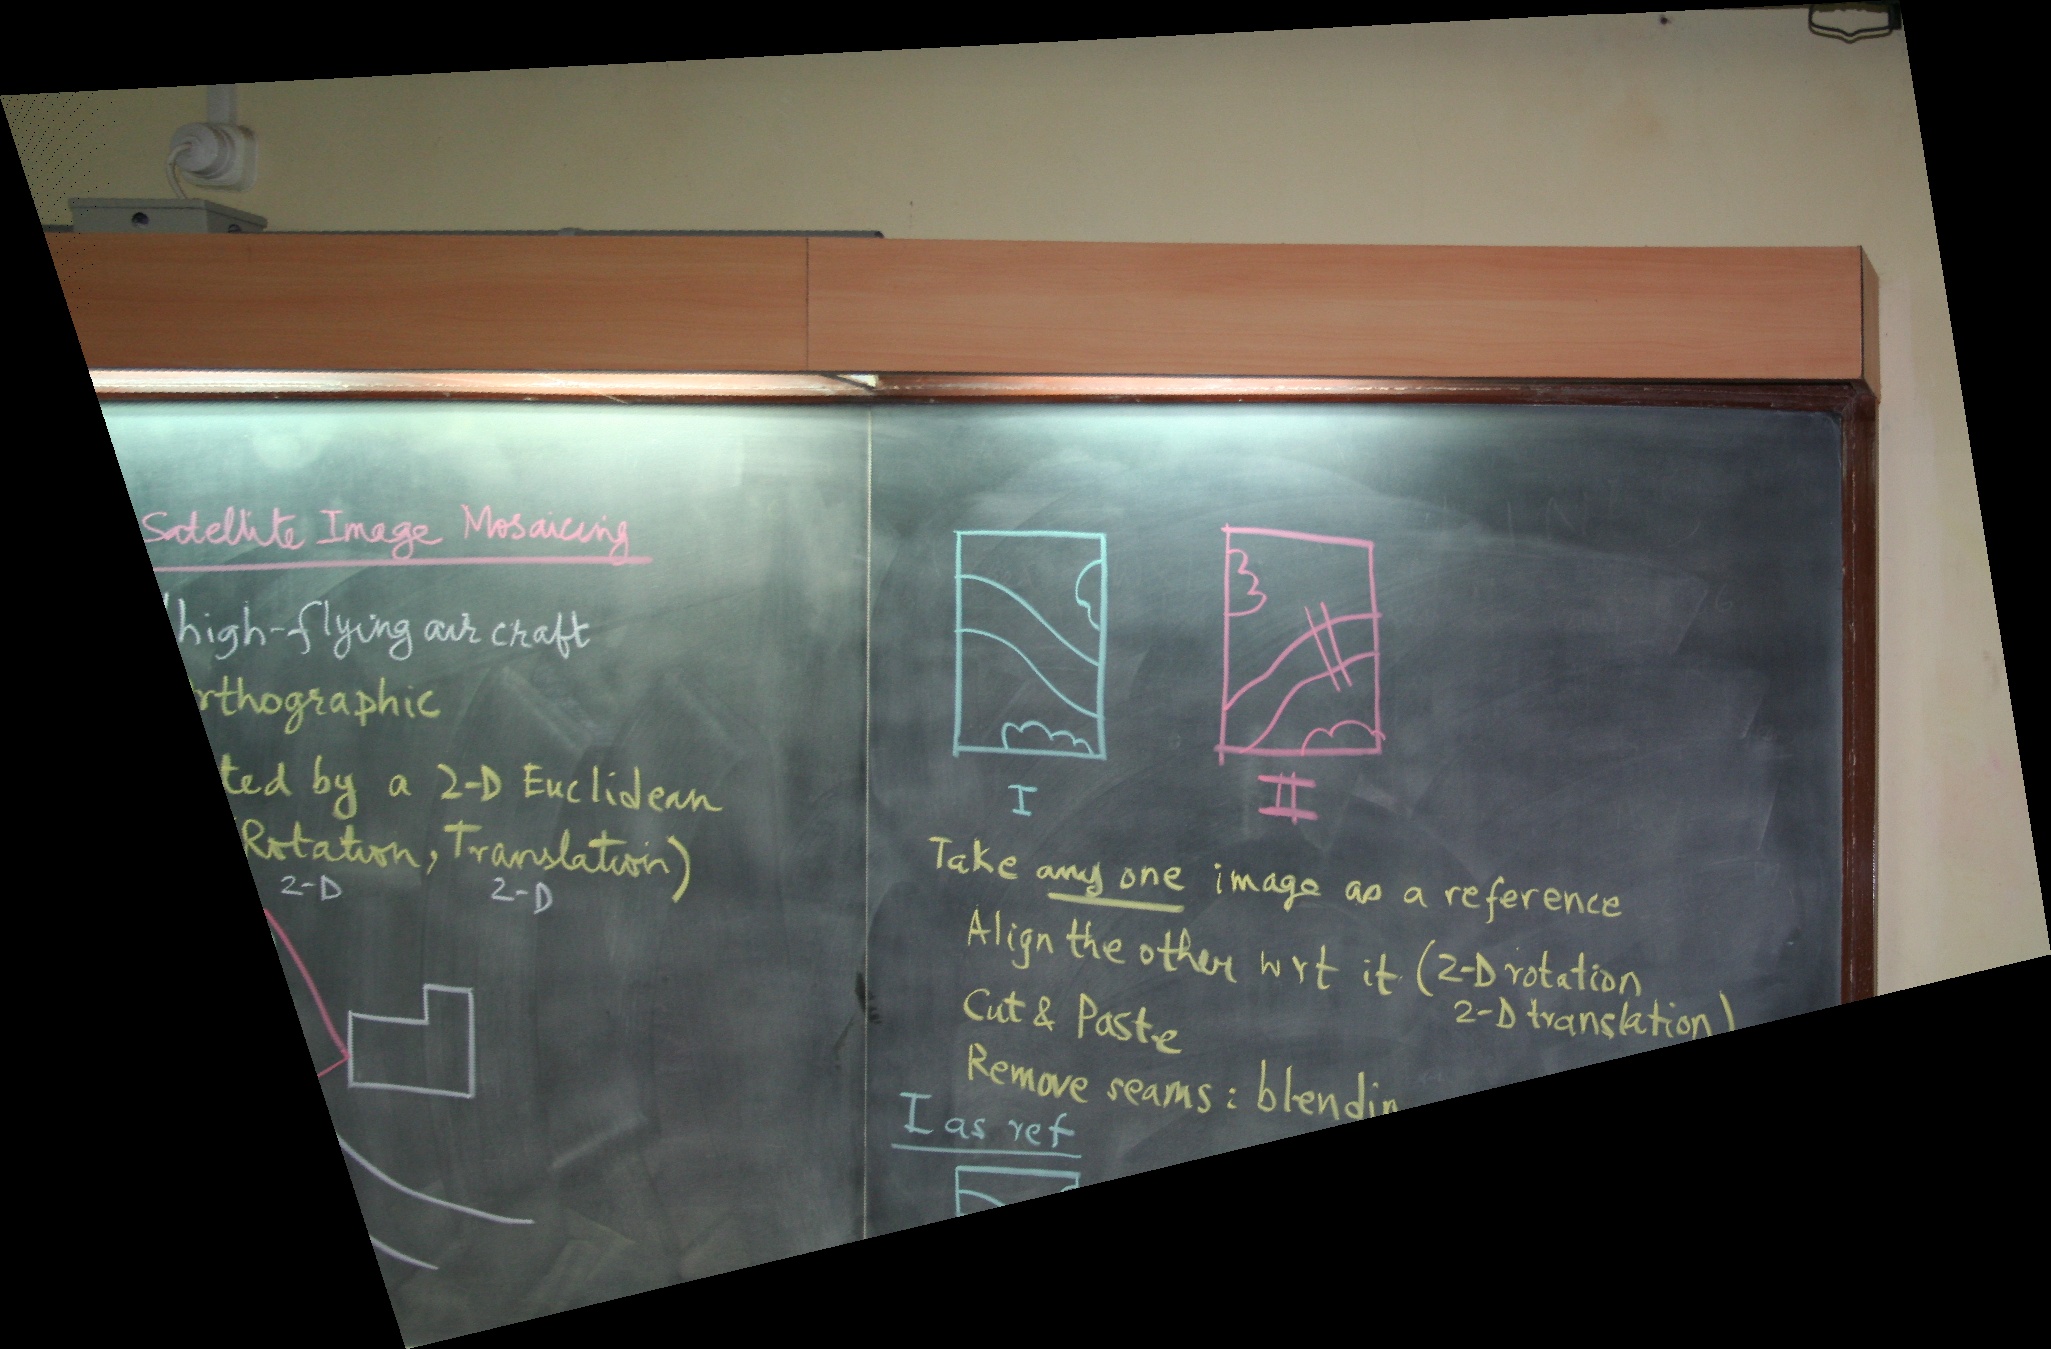 Satellite Image Mosaicing
high-flying air craft
rthographic
ted by a 2-D Euclidean
Rotation, Translation)
2-D 2-D
I II
Take any one image as a reference
Align the other wrt it (2-D rotation
2-D translation)
Cut & Paste
Remove seams: blendin
I as ref